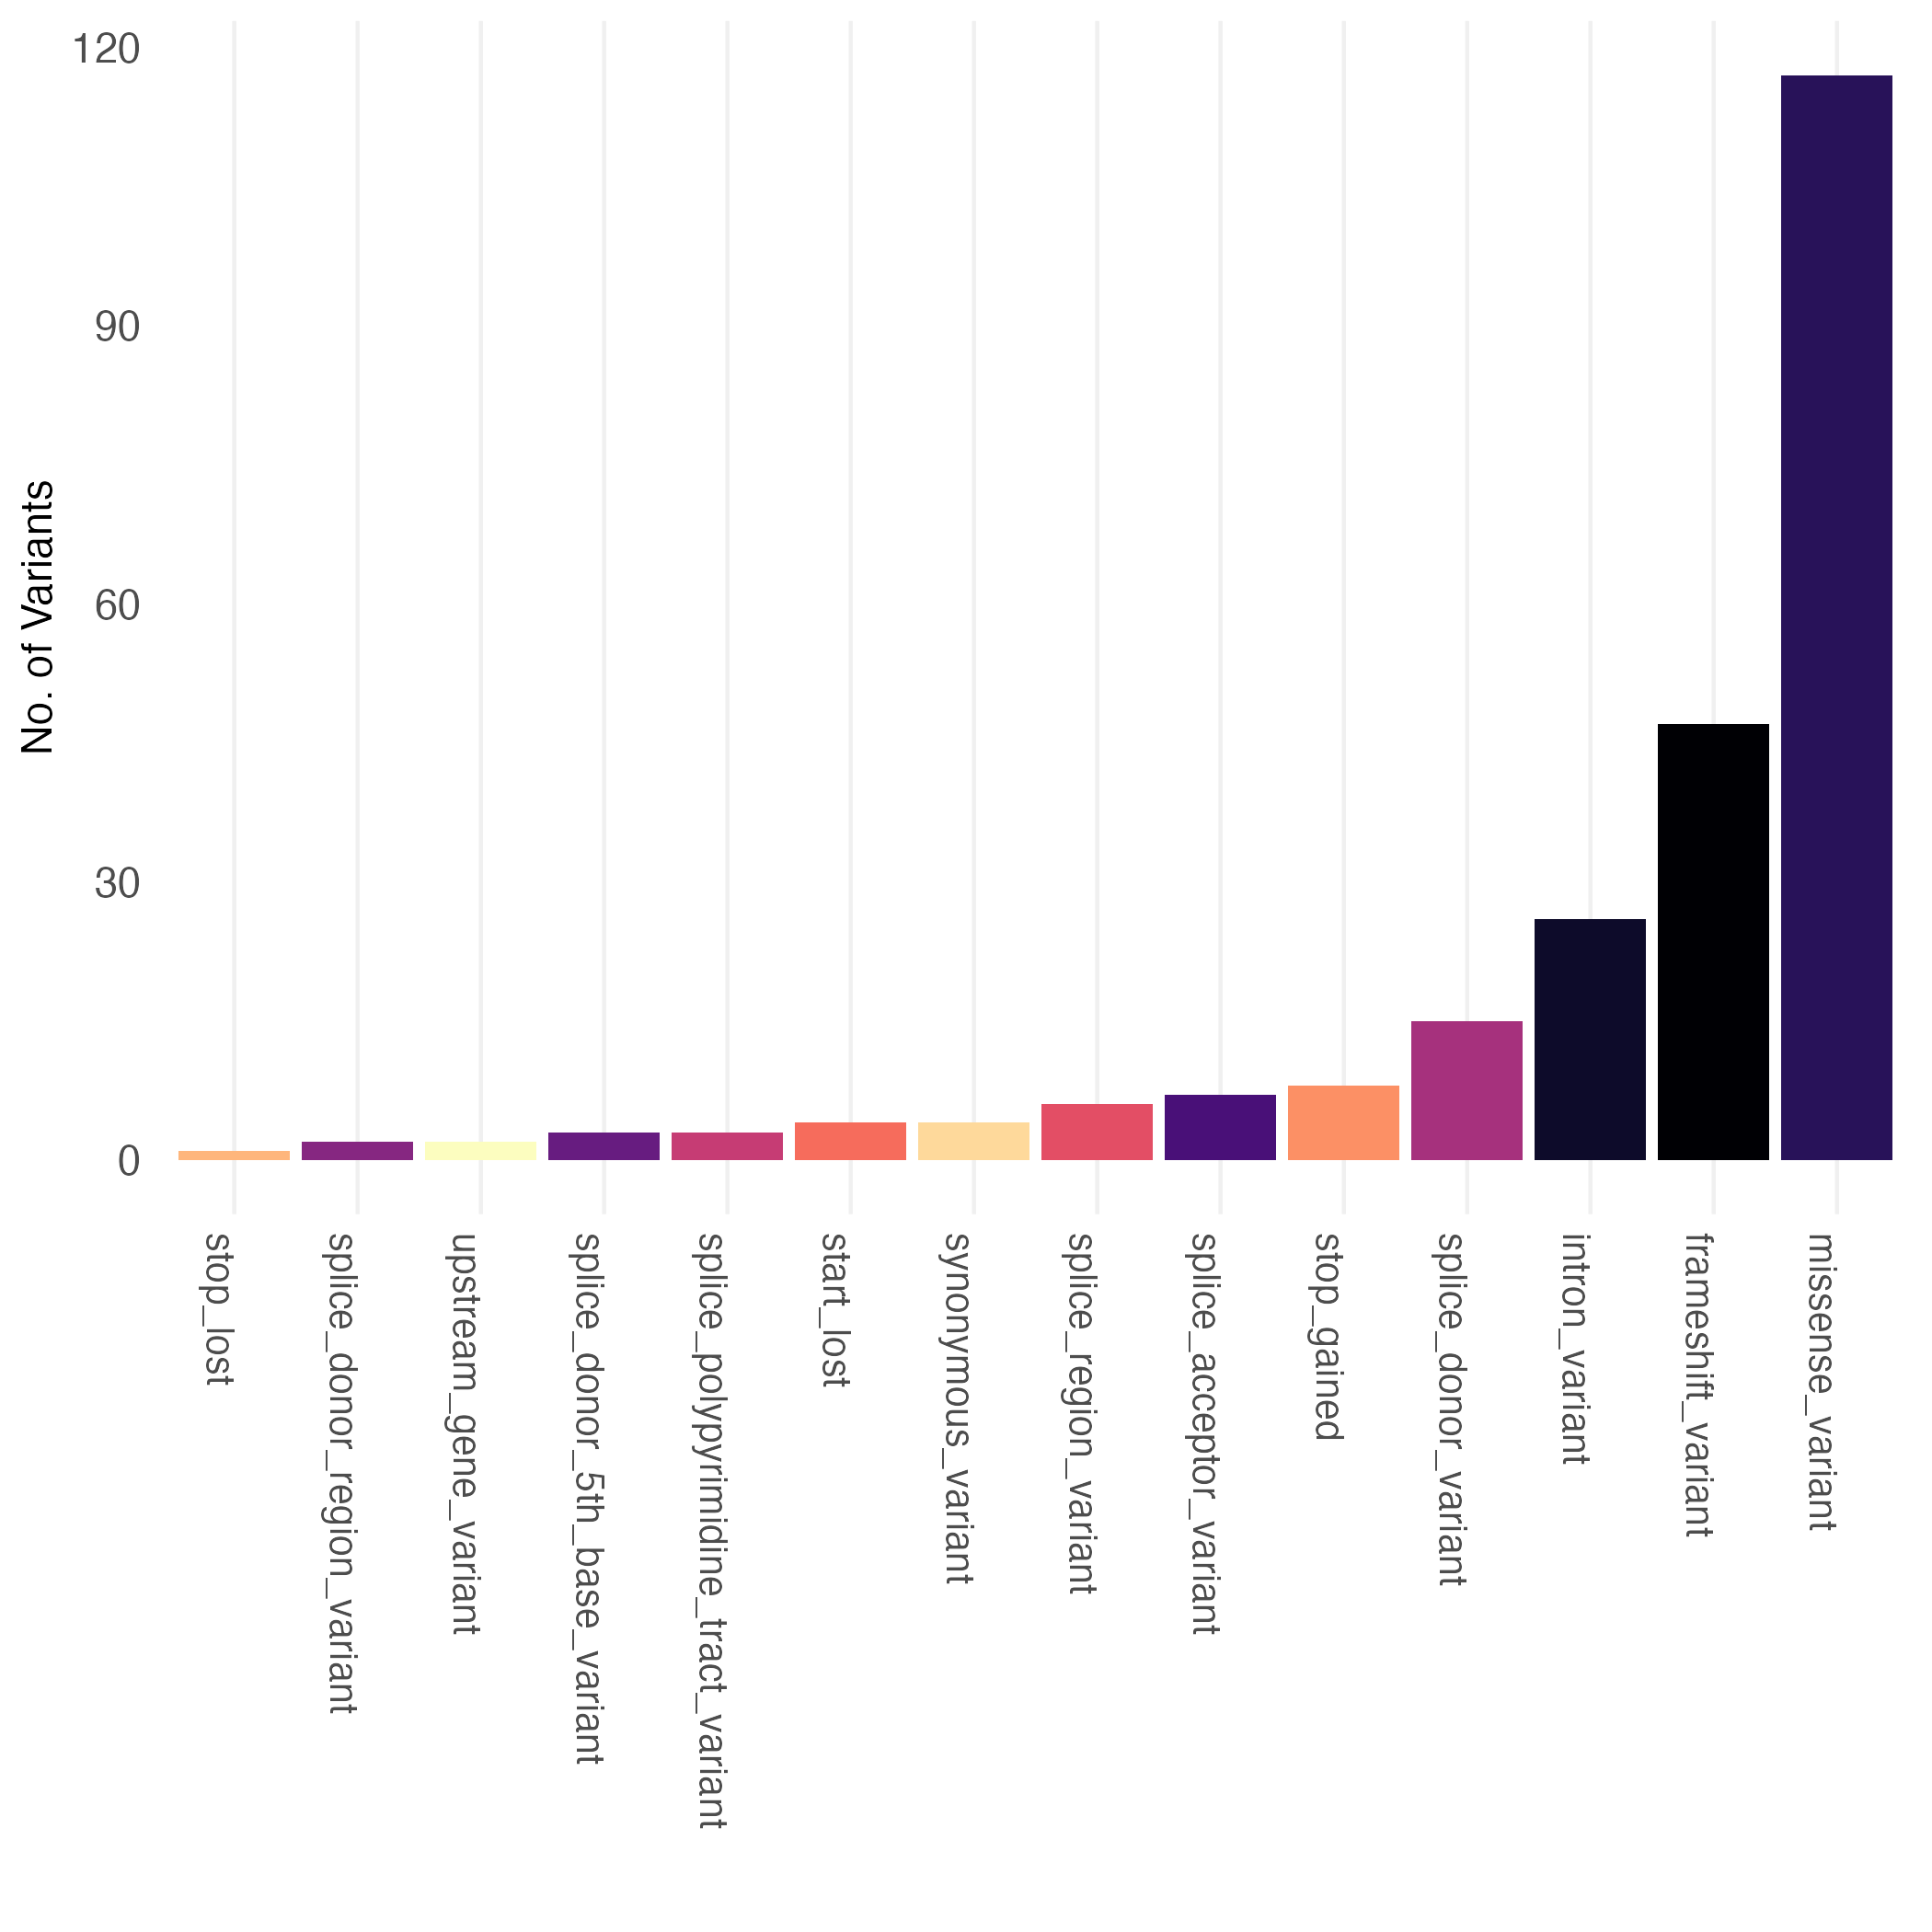 120
90
60
30
0
No. of Variants
stop_lost
splice_donor_region_variant
upstream_gene_variant
splice_donor_5th_base_variant
splice_polypyrimidine_tract_variant
start_lost
synonymous_variant
splice_region_variant
splice_acceptor_variant
stop_gained
splice_donor_variant
intron_variant
frameshift_variant
missense_variant